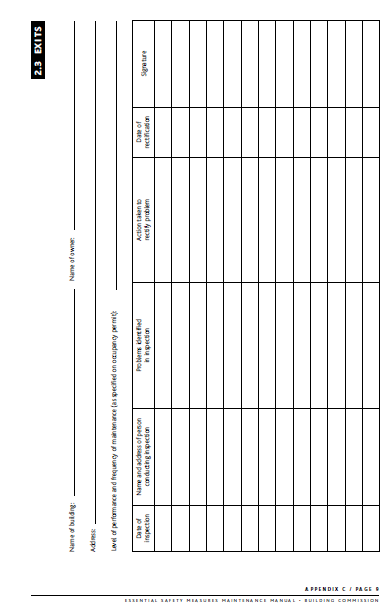 2.3 EXITS
Name of building: Name of owner:
Address:
Level of performance and frequency of maintenance (as specified on occupancy permit):
Date of
inspection
Name and address of person
conducting inspection
Problems identified
in inspection
Action taken to
rectify problem
Date of
rectification
Signature
APPENDIX C / PAGE 9
ESSENTIAL SAFETY MEASURES MAINTENANCE MANUAL – BUILDING COMMISSION